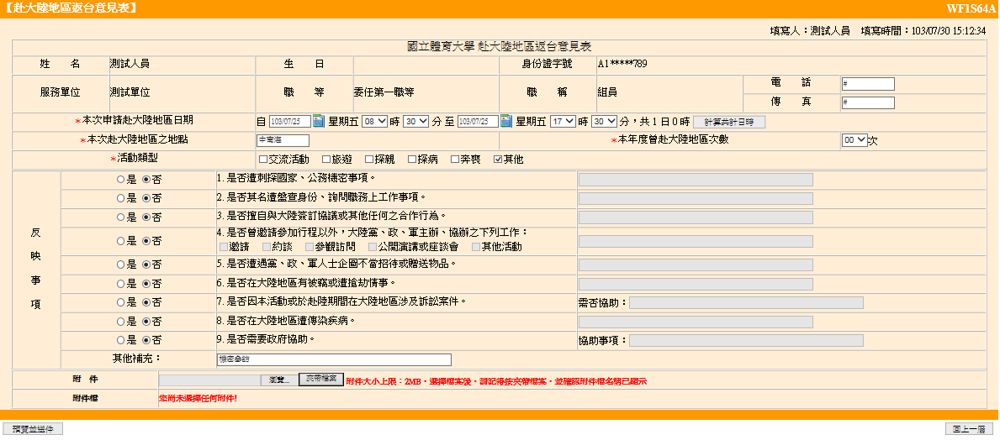 【赴大陸地區返台意見表】 WF1S64A
填寫人：測試人員 填寫時間：103/07/30 15:12:34
國立體育大學 赴大陸地區返台意見表
姓 名 測試人員 生 日 身份證字號 A1*****789
服務單位 測試單位 職 等 委任第一職等 職 稱 組員 電 話 #
傳 真 #
*本次申請赴大陸地區日期 自 103/07/25 星期五 08 時 30 分 至 103/07/25 星期五 17 時 30 分，共 1 日 0 時 計算共計日時
*本次赴大陸地區之地點 中南海 *本年度曾赴大陸地區次數 00 次
*活動類型 交流活動 旅遊 探親 探病 奔喪 其他
反映事項
是 否 1. 是否遭刺探國家、公務機密事項。
是 否 2. 是否其名遭盤查身份、詢問職務上工作事項。
是 否 3. 是否擅自與大陸簽訂協議或其他任何之合作行為。
是 否 4. 是否曾邀請參加行程以外，大陸黨、政、軍主辦、協辦之下列工作：
邀請 約談 參觀訪問 公開演講或座談會 其他活動
是 否 5. 是否遭遇黨、政、軍人士企圖不當招待或贈送物品。
是 否 6. 是否在大陸地區有被竊或遭搶劫情事。
是 否 7. 是否因本活動或於赴陸期間在大陸地區涉及訴訟案件。 需否協助：
是 否 8. 是否在大陸地區遭傳染疾病。
是 否 9. 是否需要政府協助。 協助事項：
其他補充： 機密參訪
附 件 瀏覽... 夾帶檔案 附件大小上限：2MB，選擇檔案後，請記得按夾帶檔案，並確認附件檔名稱已顯示
附件檔 您尚未選擇任何附件!
預覽並送件 回上一層